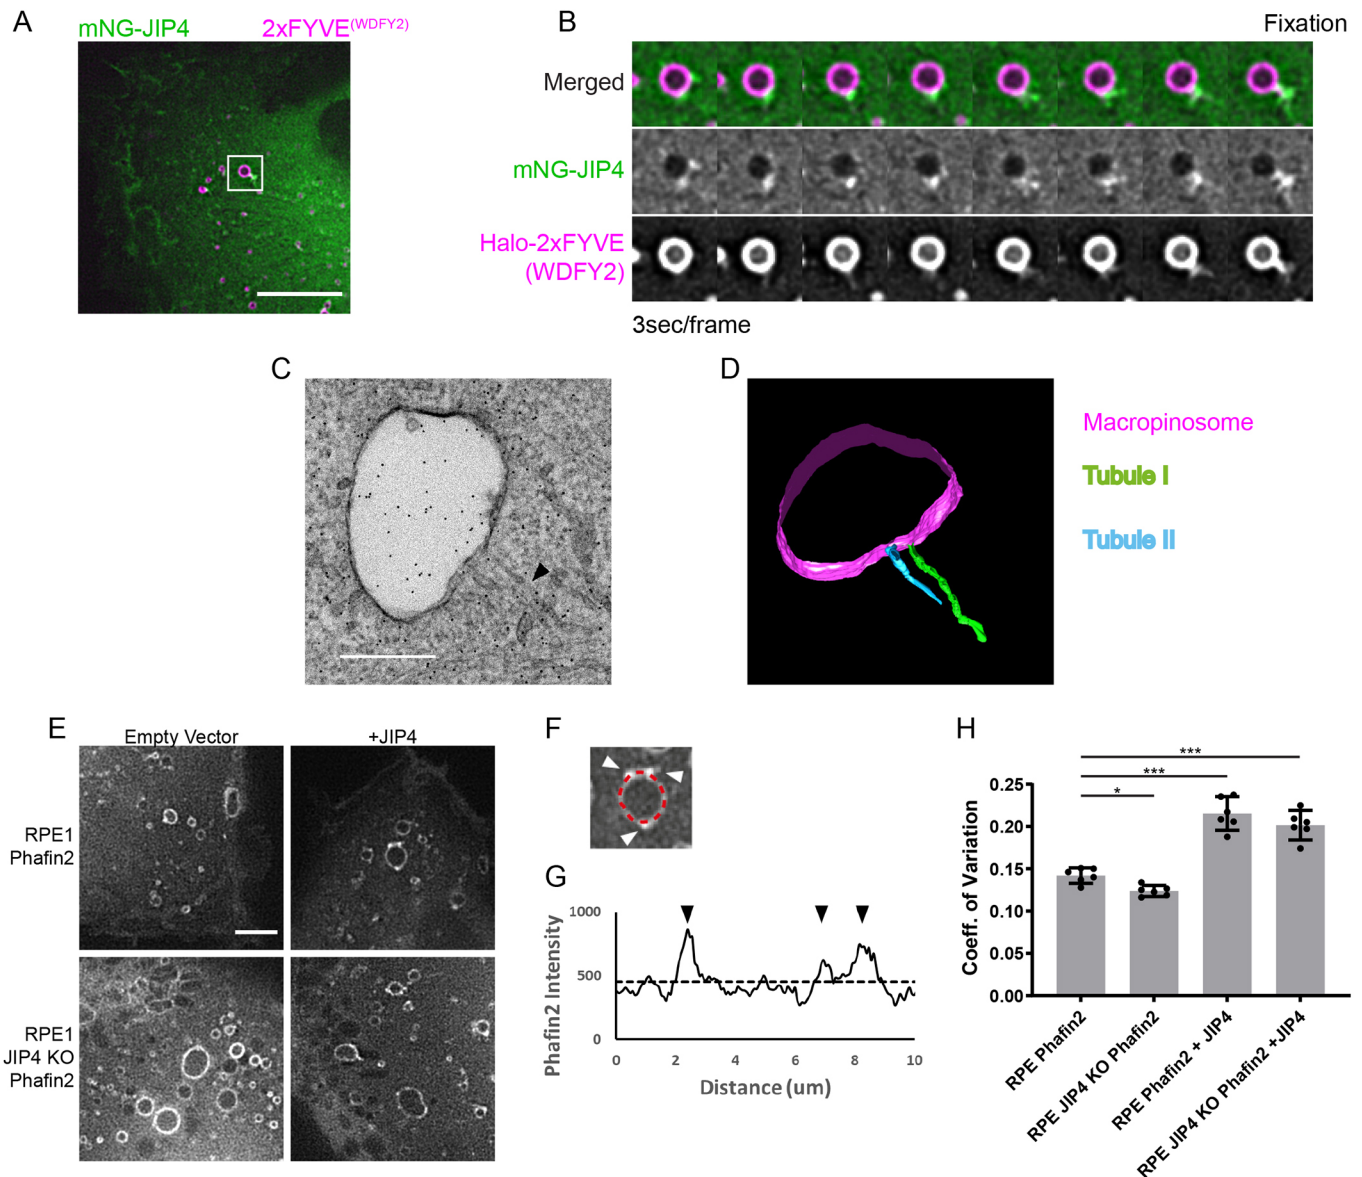 A
mNG-JIP4
2xFYVE(WDFY2)
B
Fixation
Merged
mNG-JIP4
Halo-2xFYVE
(WDFY2)
3sec/frame
C
D
Macropinosome
Tubule I
Tubule II
E
Empty Vector
+JIP4
RPE1
Phafin2
RPE1
JIP4 KO
Phafin2
F
G
Phafin2 Intensity
1000
500
0
0 2 4 6 8 10
Distance (um)
H
***
***
*
Coeff. of Variation
0.25
0.20
0.15
0.10
0.05
0.00
RPE Phafin2
RPE JIP4 KO Phafin2
RPE Phafin2 + JIP4
RPE JIP4 KO Phafin2 +JIP4